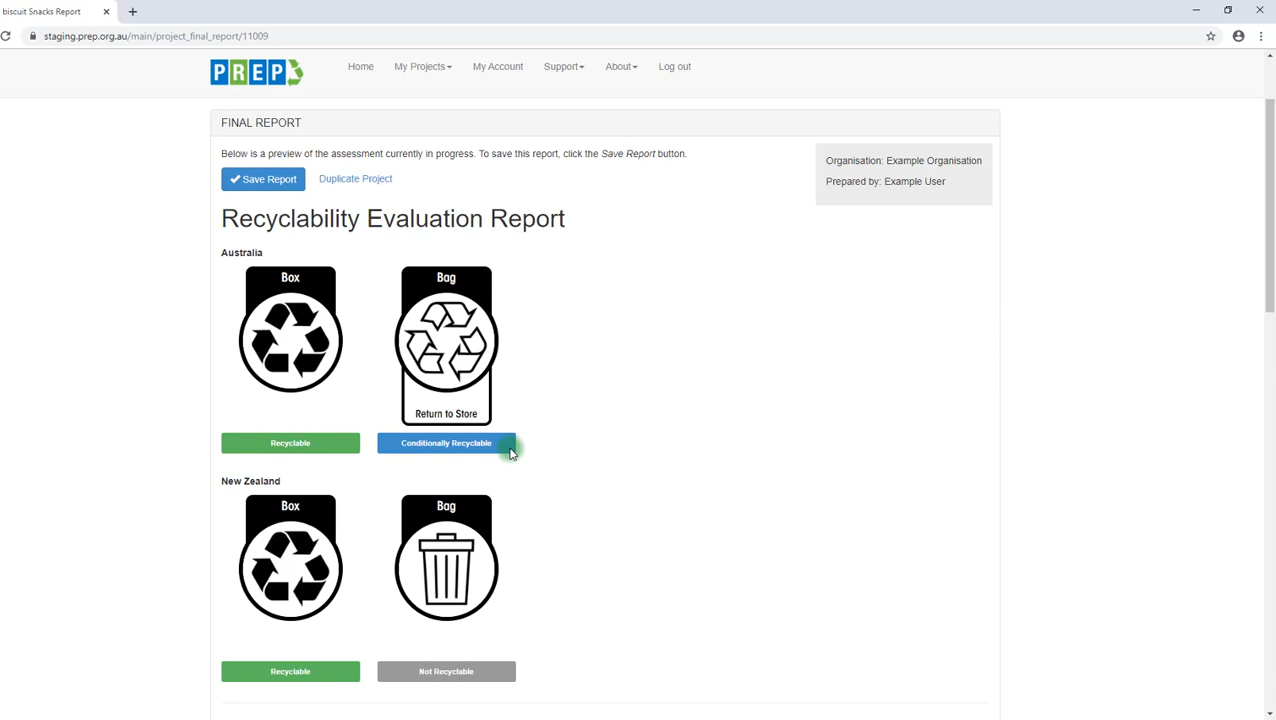 biscuit Snacks Report
staging.prep.org.au/main/project_final_report/11009
PREP
Home My Projects My Account Support About Log out
FINAL REPORT
Below is a preview of the assessment currently in progress. To save this report, click the Save Report button.
Save Report Duplicate Project
Organisation: Example Organisation
Prepared by: Example User
Recyclability Evaluation Report
Australia
Box Bag
Return to Store
Recyclable Conditionally Recyclable
New Zealand
Box Bag
Recyclable Not Recyclable